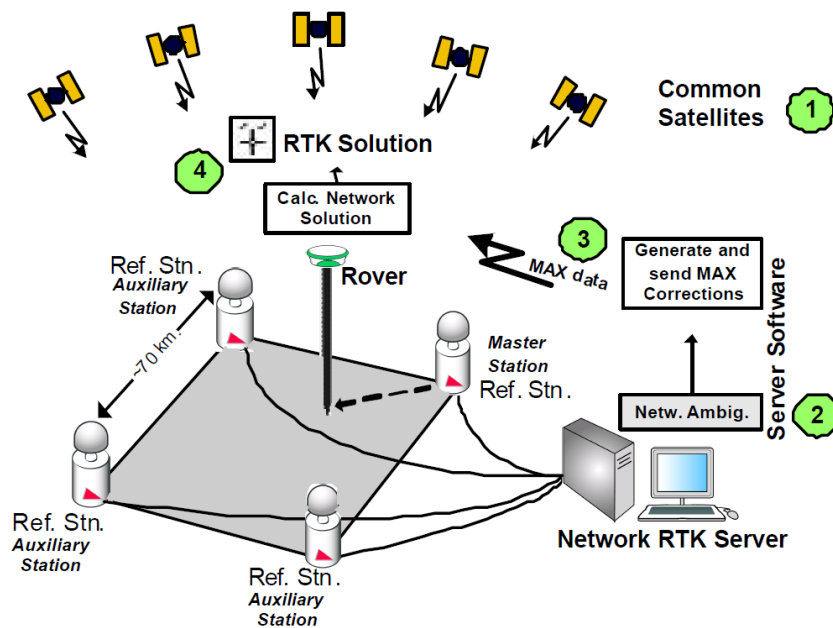 Common
Satellites
1
4
RTK Solution
Calc. Network
Solution
3
MAX data
Generate and
send MAX
Corrections
Server Software
Ref. Stn.
Auxiliary
Station
Rover
~70 km.
Master
Station
Ref. Stn.
Netw. Ambig.
2
Ref. Stn.
Auxiliary
Station
Network RTK Server
Ref. Stn.
Auxiliary
Station